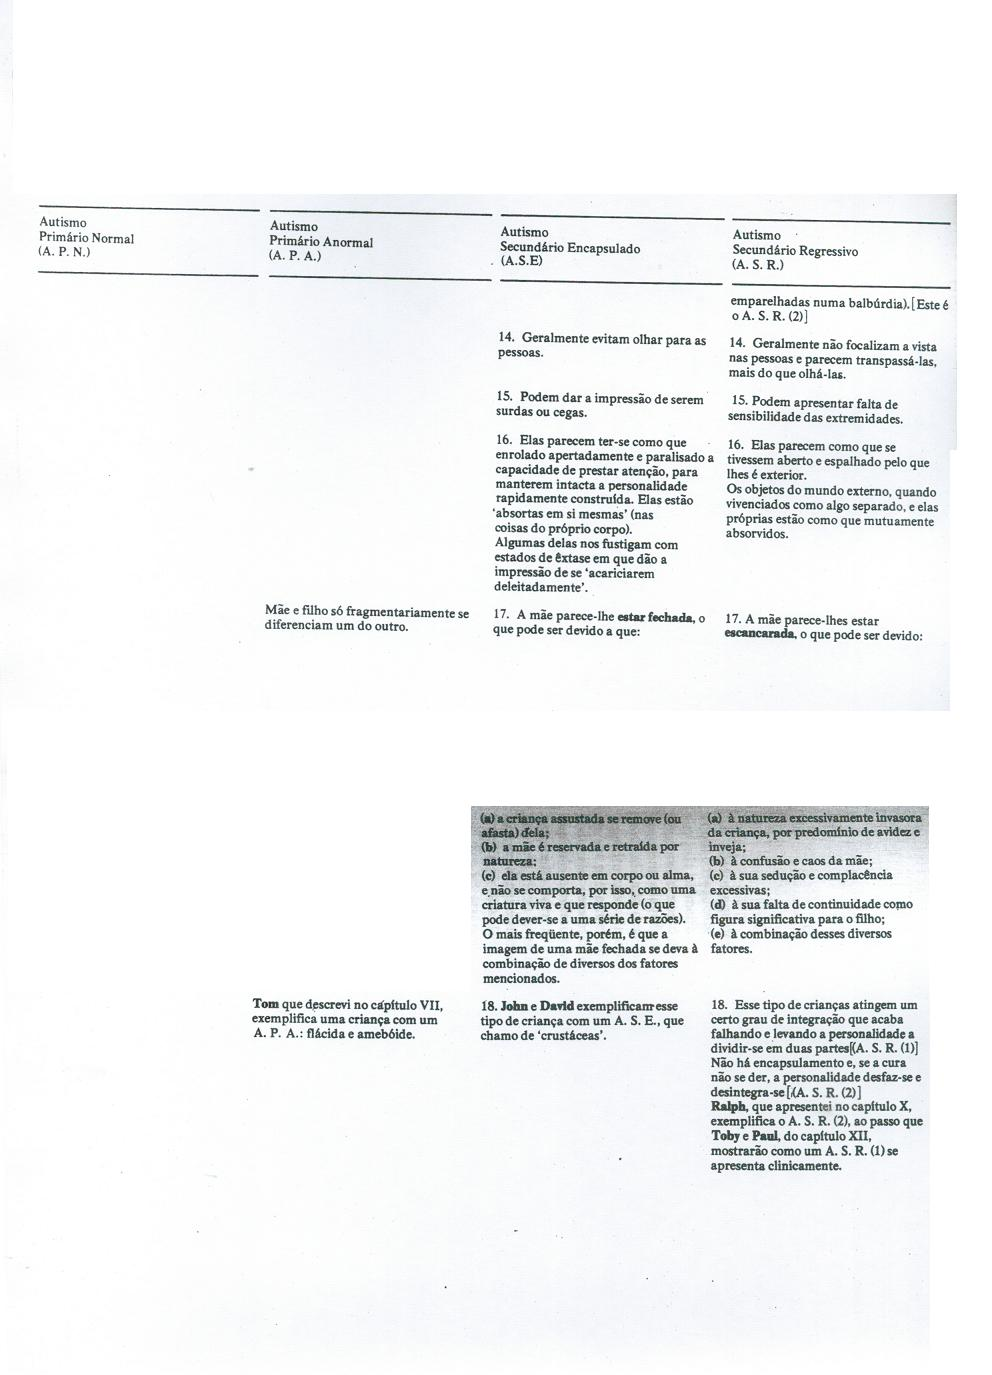 Autismo
Primário Normal
(A. P. N.)
Autismo
Primário Anormal
(A. P. A.)
Autismo
Secundário Encapsulado
(A.S.E)
Autismo
Secundário Regressivo
(A. S. R.)
emparelhadas numa balbúrdia). [Este é
o A. S. R. (2)]
14. Geralmente evitam olhar para as
pessoas.
14. Geralmente não focalizam a vista
nas pessoas e parecem transpassá-las,
mais do que olhá-las.
15. Podem dar a impressão de serem
surdas ou cegas.
15. Podem apresentar falta de
sensibilidade das extremidades.
16. Elas parecem ter-se como que
enrolado apertadamente e paralisado a
capacidade de prestar atenção, para
manterem intacta a personalidade
rapidamente construída. Elas estão
‘absortas em si mesmas’ (nas
coisas do próprio corpo).
Algumas delas nos fustigam com
estados de êxtase em que dão a
impressão de se ‘acariciarem
deleitadamente’.
16. Elas parecem como que se
tivessem aberto e espalhado pelo que
lhes é exterior.
Os objetos do mundo externo, quando
vivenciados como algo separado, e elas
próprias estão como que mutuamente
absorvidos.
Mãe e filho só fragmentariamente se
diferenciam um do outro.
17. A mãe parece-lhe estar fechada, o
que pode ser devido a que:
17. A mãe parece-lhes estar
escancarada, o que pode ser devido:
(a) a criança assustada se remove (ou
afasta) dela;
(b) a mãe é reservada e retraída por
natureza;
(c) ela está ausente em corpo ou alma,
e não se comporta, por isso, como uma
criatura viva e que responde (o que
pode dever-se a uma série de razões).
O mais freqüente, porém, é que a
imagem de uma mãe fechada se deva à
combinação de diversos dos fatores
mencionados.
(a) à natureza excessivamente invasora
da criança, por predomínio de avidez e
inveja;
(b) à confusão e caos da mãe;
(c) à sua sedução e complacência
excessivas;
(d) à sua falta de continuidade como
figura significativa para o filho;
(e) à combinação desses diversos
fatores.
Tom que descrevi no capítulo VII,
exemplifica uma criança com um
A. P. A.: flácida e amebóide.
18. John e David exemplificam esse
tipo de criança com um A. S. E., que
chamo de ‘crustáceas’.
18. Esse tipo de crianças atingem um
certo grau de integração que acaba
falhando e levando a personalidade a
dividir-se em duas partes[(A. S. R. (1)]
Não há encapsulamento e, se a cura
não se der, a personalidade desfaz-se e
desintegra-se [.(A. S. R. (2)]
Ralph, que apresentei no capítulo X,
exemplifica o A. S. R. (2), ao passo que
Toby e Paul, do capítulo XII,
mostrarão como um A. S. R. (1) se
apresenta clinicamente.